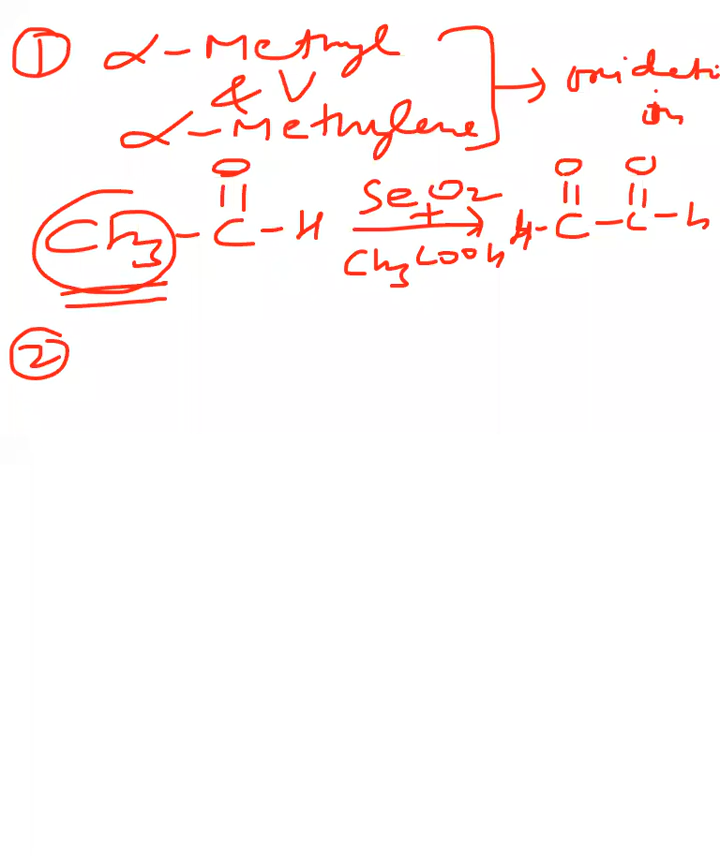 ① α-Methyl
& V
α-Methylene → oxidation
CH3-C-H SeO2 + CH3COOH → H-C-C-H
O O O
②